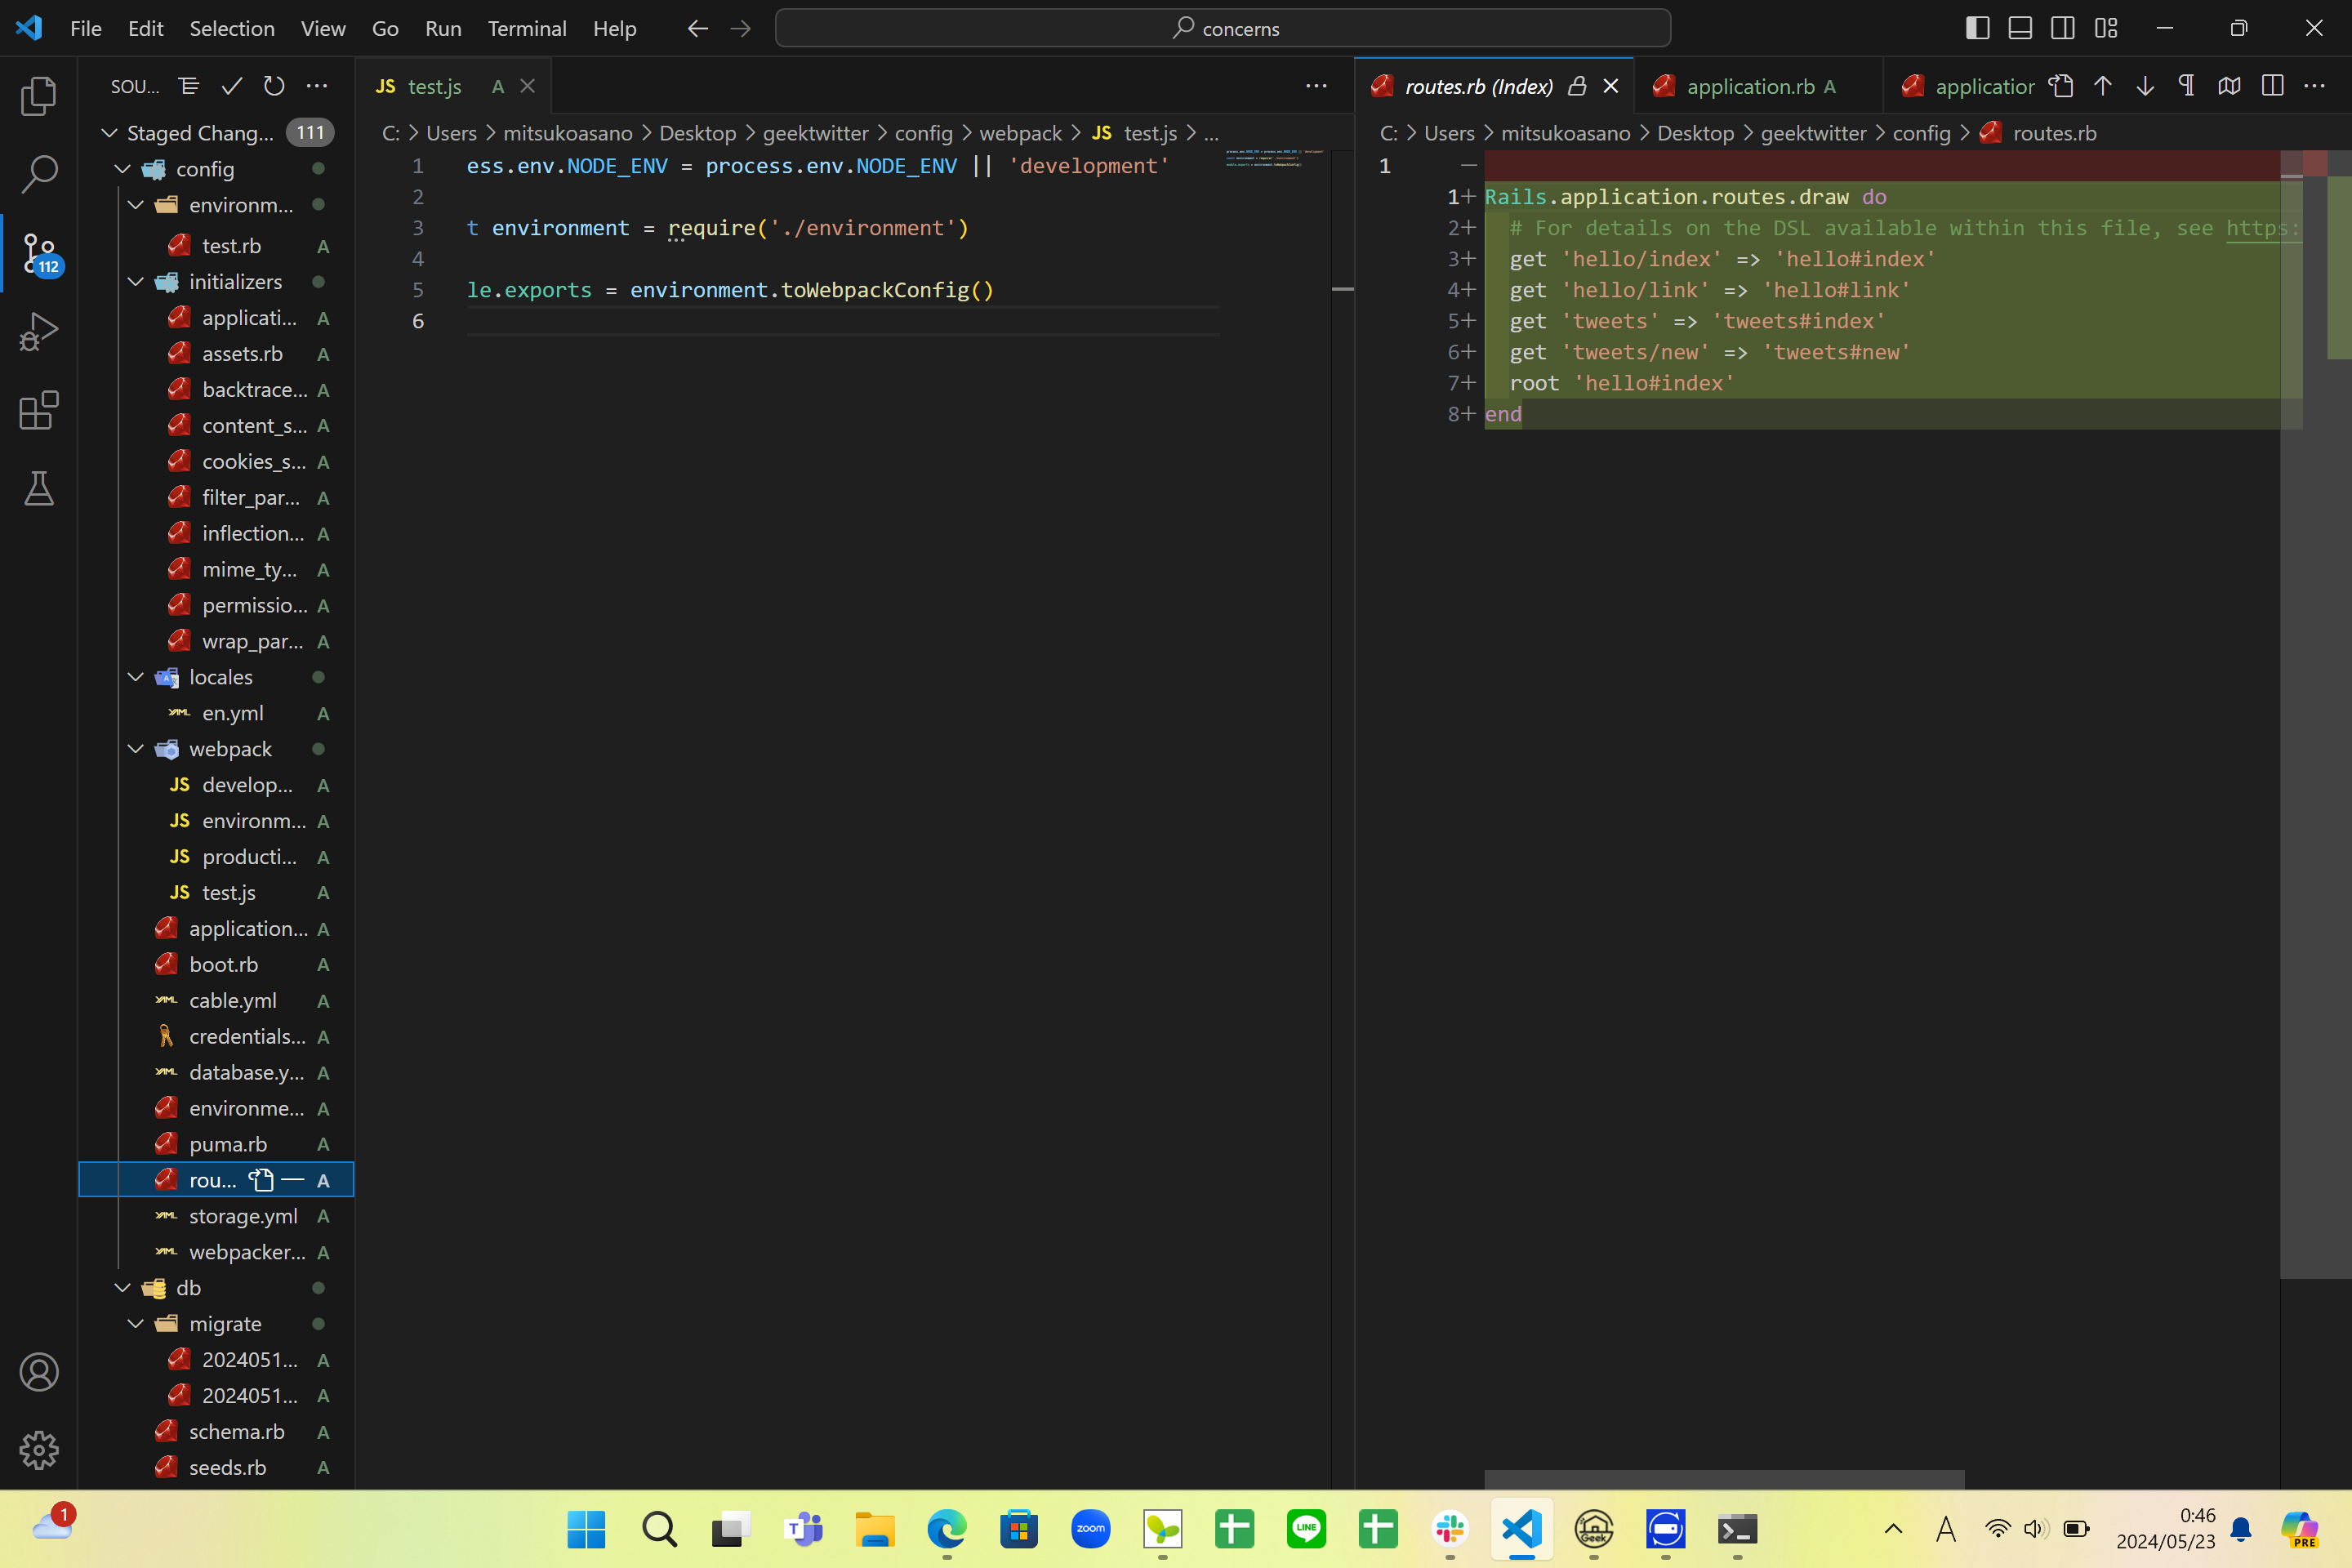 File Edit Selection View Go Run Terminal Help
concerns
SOU...
Staged Chang... 111
config
environm...
test.rb A
initializers
applicati... A
assets.rb A
backtrace... A
content_s... A
cookies_s... A
filter_par... A
inflection... A
mime_ty... A
permissio... A
wrap_par... A
locales
en.yml A
webpack
JS develop... A
JS environm... A
JS producti... A
JS test.js A
application... A
boot.rb A
cable.yml A
credentials... A
database.y... A
environme... A
puma.rb A
rou... A
storage.yml A
webpacker... A
db
migrate
2024051... A
2024051... A
schema.rb A
seeds.rb A
112
JS test.js A
C: > Users > mitsukoasano > Desktop > geektwitter > config > webpack > JS test.js > ...
1 ess.env.NODE_ENV = process.env.NODE_ENV || 'development'
2
3 t environment = require('./environment')
4
5 le.exports = environment.toWebpackConfig()
6
routes.rb (Index)
application.rb A
application
C: > Users > mitsukoasano > Desktop > geektwitter > config > routes.rb
1 —
1+ Rails.application.routes.draw do
2+ # For details on the DSL available within this file, see https:
3+ get 'hello/index' => 'hello#index'
4+ get 'hello/link' => 'hello#link'
5+ get 'tweets' => 'tweets#index'
6+ get 'tweets/new' => 'tweets#new'
7+ root 'hello#index'
8+ end
1
zoom
LINE
Geek
A
0:46
2024/05/23
PRE